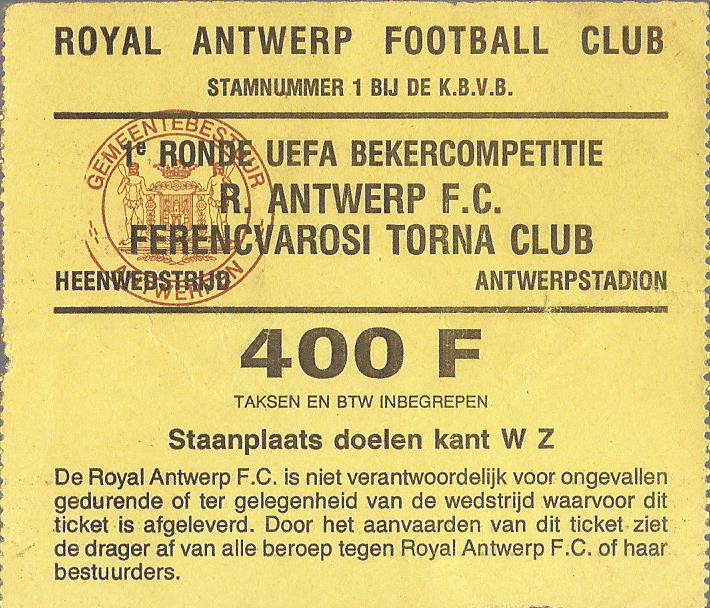 ROYAL ANTWERP FOOTBALL CLUB
STAMNUMMER 1 BIJ DE K.B.V.B.
GEMEENTEBESTUUR
1e RONDE UEFA BEKERCOMPETITIE
R. ANTWERP F.C.
FERENCVAROSI TORNA CLUB
ANTWERPEN
HEENWEDSTRIJD ANTWERPSTADION
400 F
TAKSEN EN BTW INBEGREPEN
Staanplaats doelen kant W Z
De Royal Antwerp F.C. is niet verantwoordelijk voor ongevallen
gedurende of ter gelegenheid van de wedstrijd waarvoor dit
ticket is afgeleverd. Door het aanvaarden van dit ticket ziet
de drager af van alle beroep tegen Royal Antwerp F.C. of haar
bestuurders.